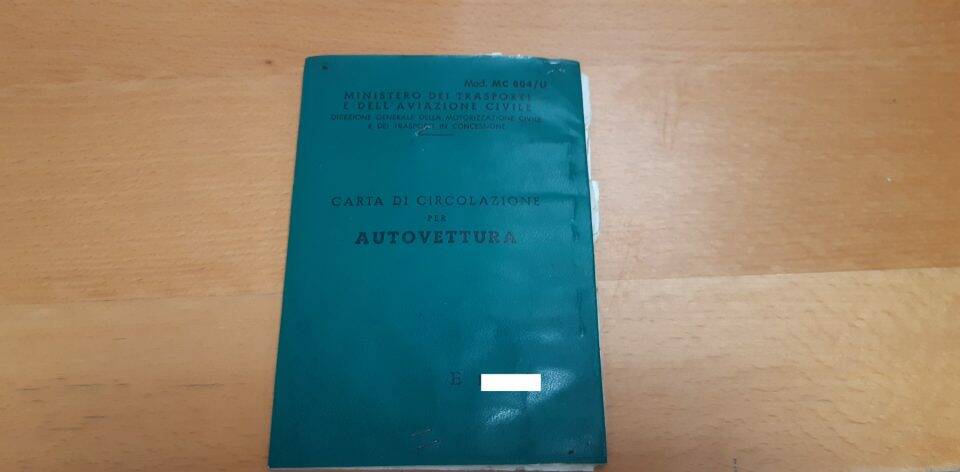 Mod. MC 804/U
MINISTERO DEI TRASPORTI
E DELL'AVIAZIONE CIVILE
DIREZIONE GENERALE DELLA MOTORIZZAZIONE CIVILE
E DEI TRASPORTI IN CONCESSIONE
CARTA DI CIRCOLAZIONE
PER
AUTOVETTURA
E